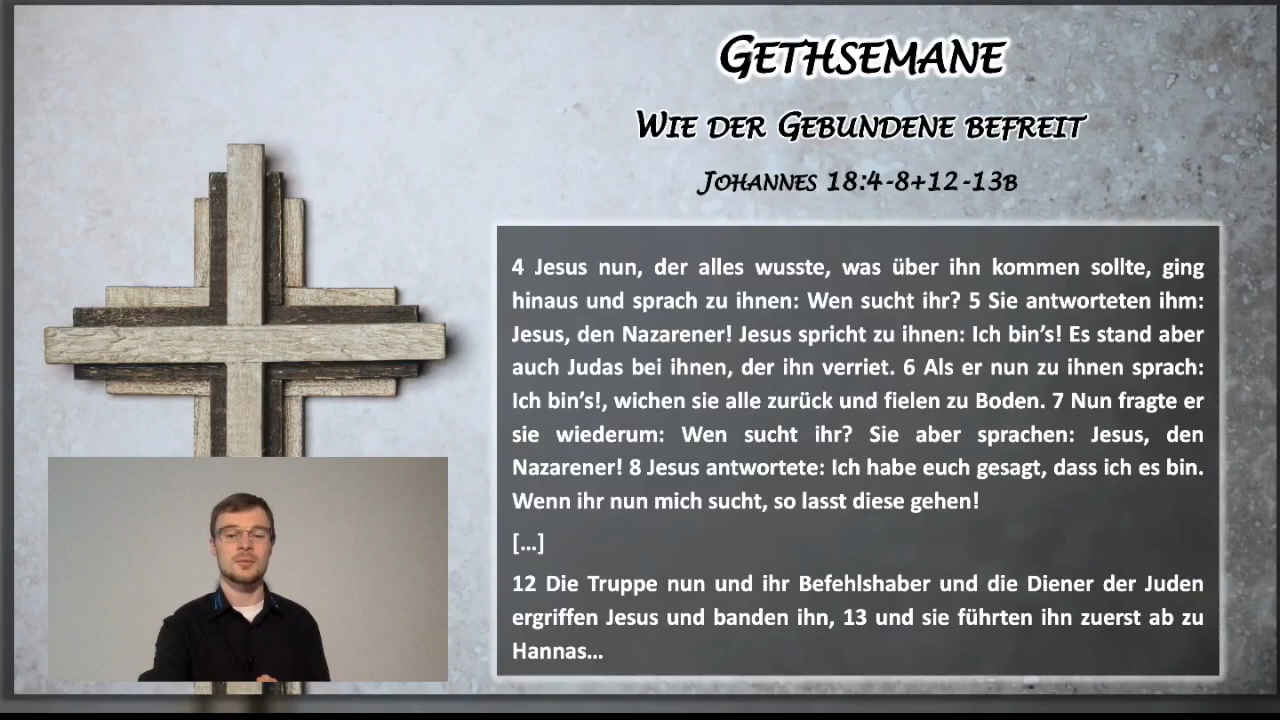 GETHSEMANE
WIE DER GEBUNDENE BEFREIT
JOHANNES 18:4-8+12-13B
4 Jesus nun, der alles wusste, was über ihn kommen sollte, ging
hinaus und sprach zu ihnen: Wen sucht ihr? 5 Sie antworteten ihm:
Jesus, den Nazarener! Jesus spricht zu ihnen: Ich bin’s! Es stand aber
auch Judas bei ihnen, der ihn verriet. 6 Als er nun zu ihnen sprach:
Ich bin’s!, wichen sie alle zurück und fielen zu Boden. 7 Nun fragte er
sie wiederum: Wen sucht ihr? Sie aber sprachen: Jesus, den
Nazarener! 8 Jesus antwortete: Ich habe euch gesagt, dass ich es bin.
Wenn ihr nun mich sucht, so lasst diese gehen!
[…]
12 Die Truppe nun und ihr Befehlshaber und die Diener der Juden
ergriffen Jesus und banden ihn, 13 und sie führten ihn zuerst ab zu
Hannas…